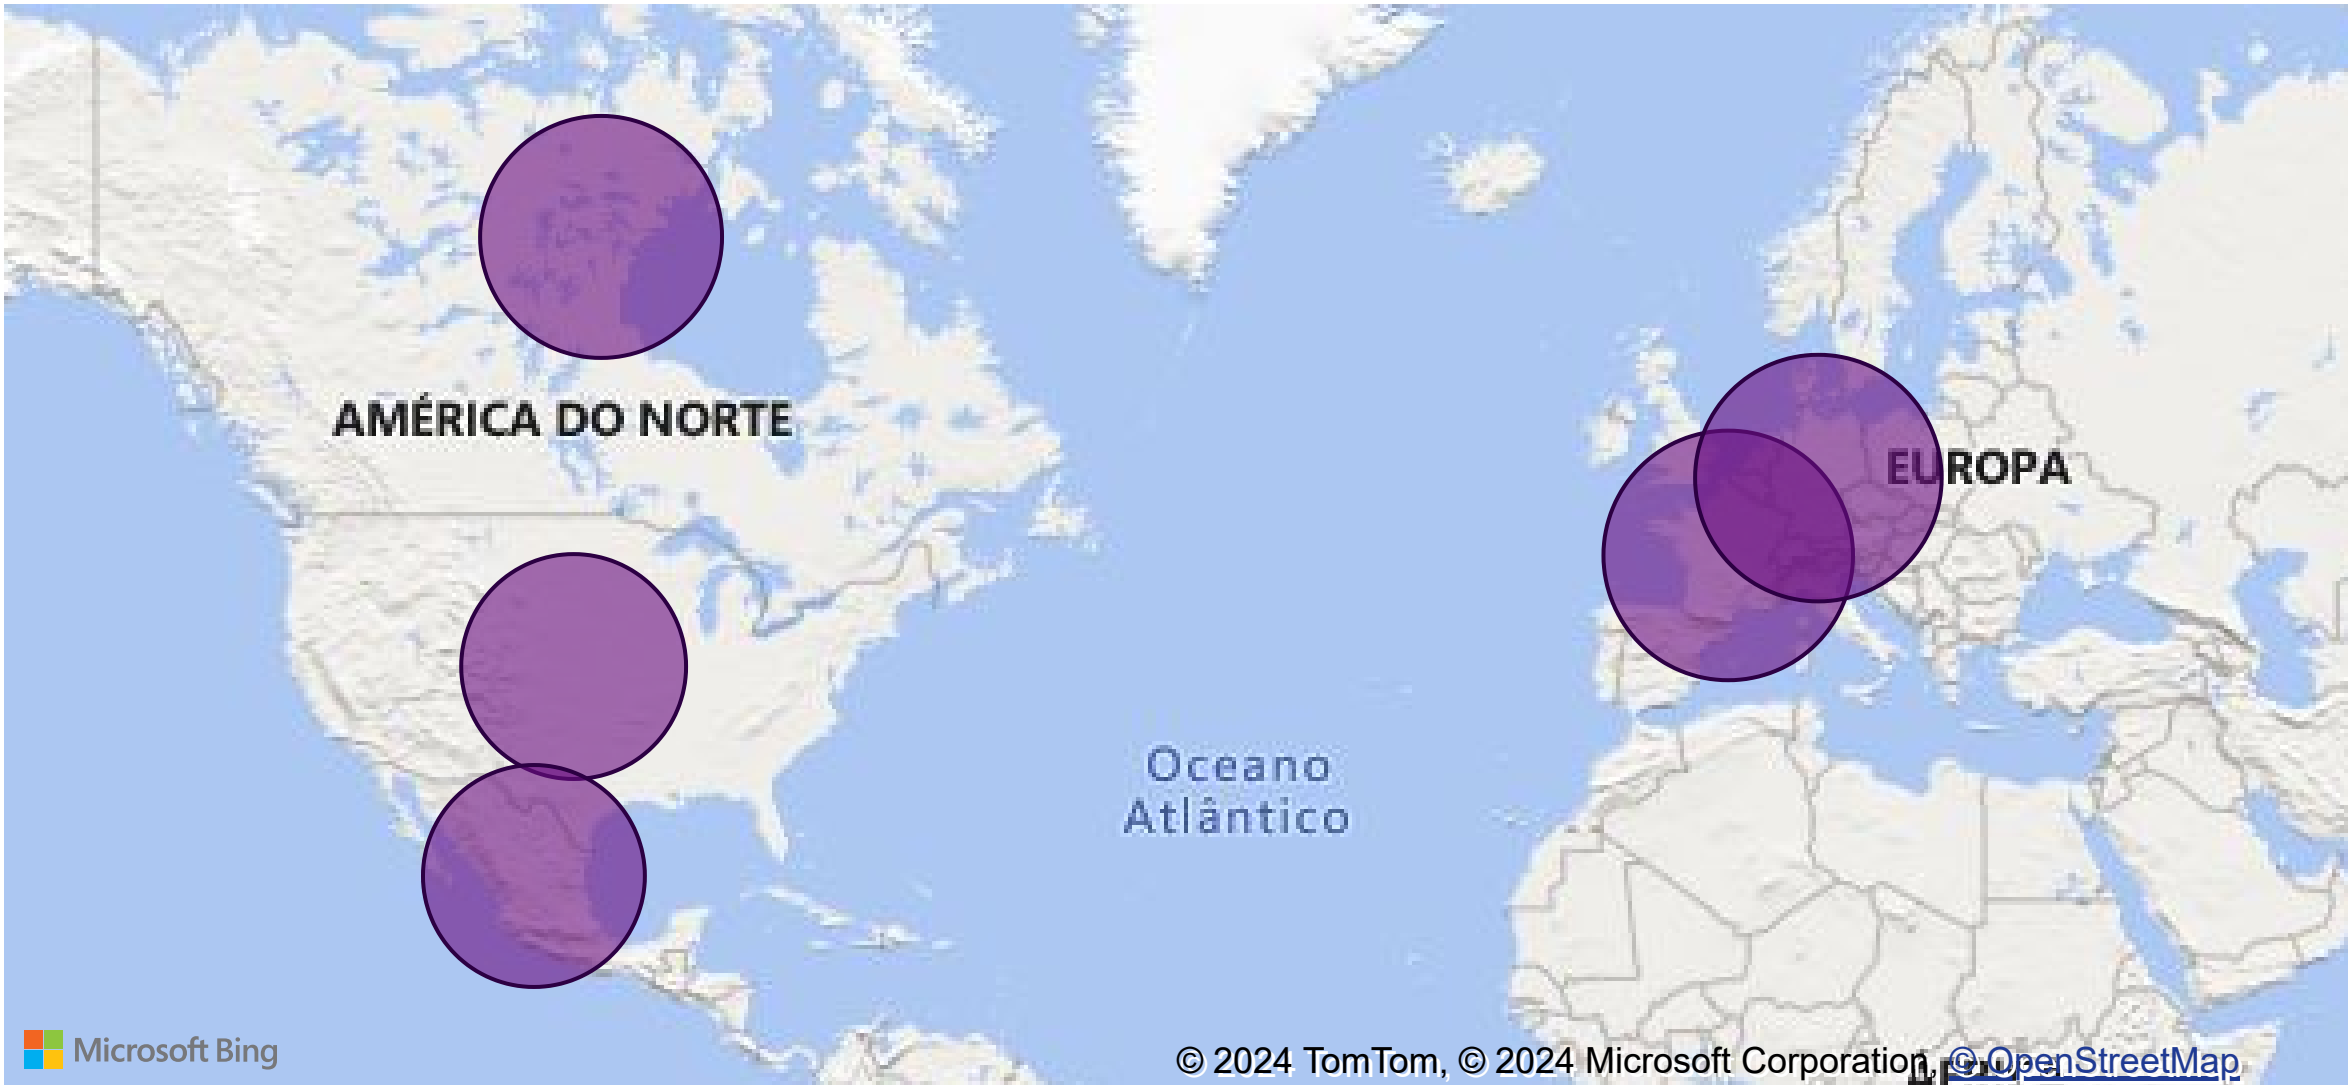 AMÉRICA DO NORTE
EUROPA
Oceano
Atlântico
Microsoft Bing
© 2024 TomTom, © 2024 Microsoft Corporation, © OpenStreetMap